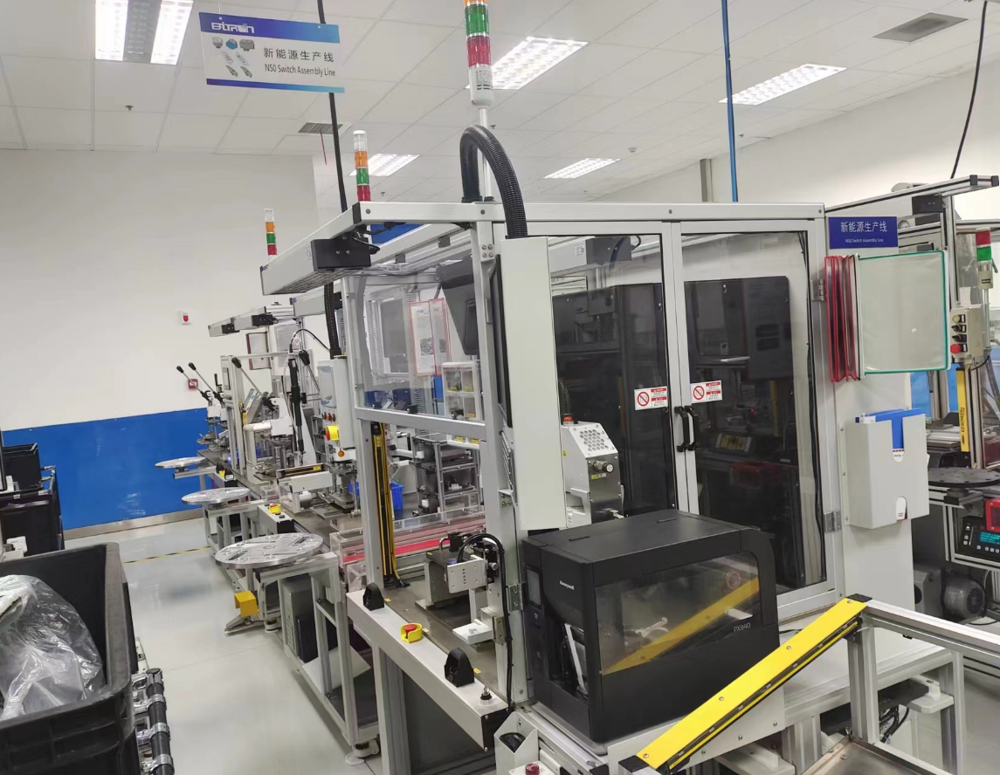 Bitron
新能源生产线
N50 Switch Assembly Line
新能源生产线
N50 Switch Assembly Line
Honeywell
PX940